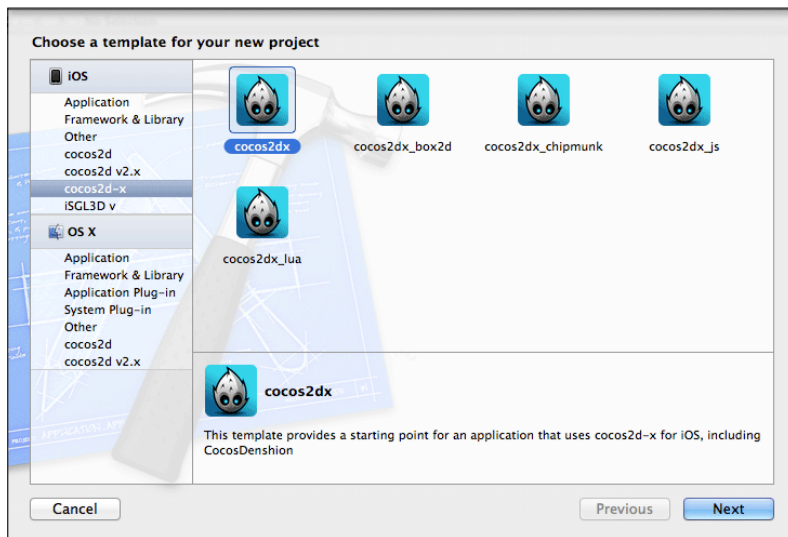 Choose a template for your new project
iOS
Application
Framework & Library
Other
cocos2d
cocos2d v2.x
cocos2d-x
iSGL3D v
OS X
Application
Framework & Library
Application Plug-in
System Plug-in
Other
cocos2d
cocos2d v2.x
cocos2dx
cocos2dx_box2d
cocos2dx_chipmunk
cocos2dx_js
cocos2dx_lua
cocos2dx
This template provides a starting point for an application that uses cocos2d-x for iOS, including
CocosDenshion
Cancel
Previous
Next